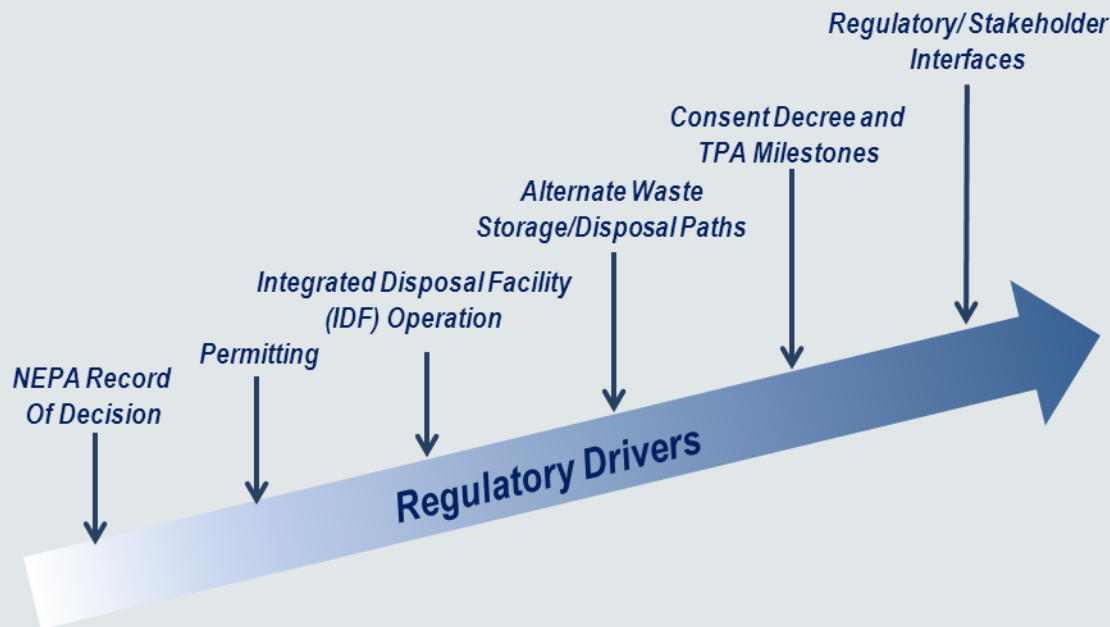 NEPA Record
Of Decision
Permitting
Integrated Disposal Facility
(IDF) Operation
Alternate Waste
Storage/Disposal Paths
Consent Decree and
TPA Milestones
Regulatory/ Stakeholder
Interfaces
Regulatory Drivers